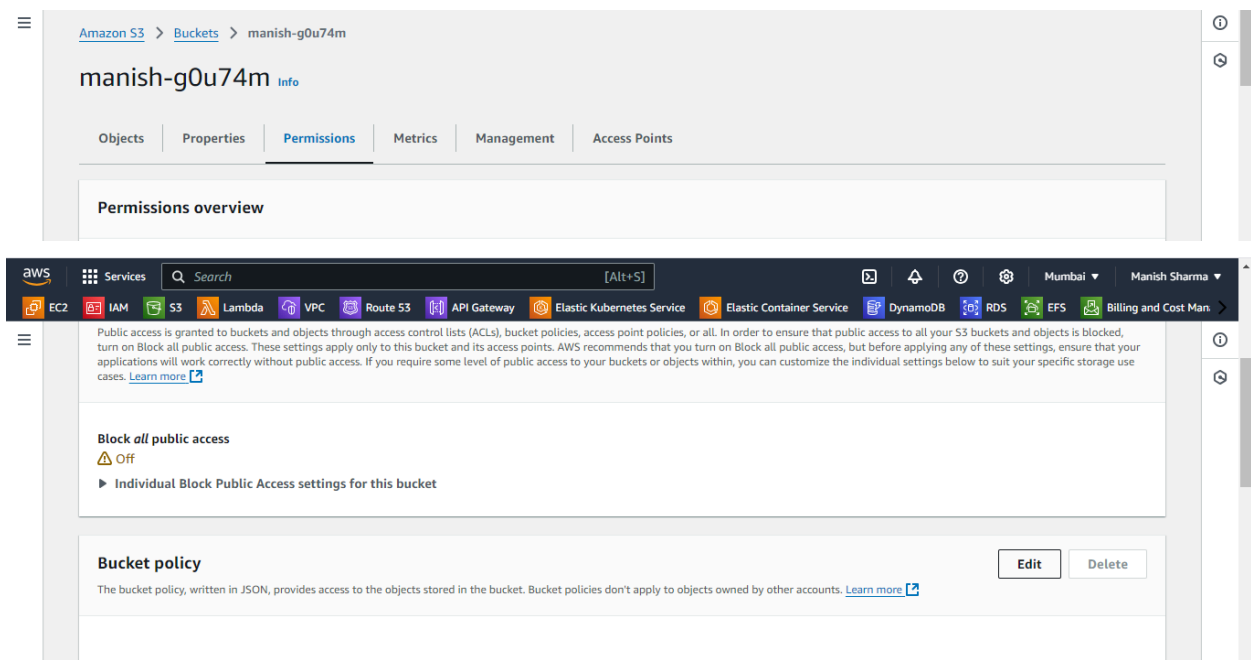 Amazon S3 > Buckets > manish-g0u74m
manish-g0u74m Info
Objects Properties Permissions Metrics Management Access Points
Permissions overview
aws Services Search [Alt+S] Mumbai ▼ Manish Sharma ▼
EC2 IAM S3 Lambda VPC Route 53 API Gateway Elastic Kubernetes Service Elastic Container Service DynamoDB RDS EFS Billing and Cost Man
Public access is granted to buckets and objects through access control lists (ACLs), bucket policies, access point policies, or all. In order to ensure that public access to all your S3 buckets and objects is blocked,
turn on Block all public access. These settings apply only to this bucket and its access points. AWS recommends that you turn on Block all public access, but before applying any of these settings, ensure that your
applications will work correctly without public access. If you require some level of public access to your buckets or objects within, you can customize the individual settings below to suit your specific storage use
cases. Learn more
Block all public access
Off
Individual Block Public Access settings for this bucket
Bucket policy Edit Delete
The bucket policy, written in JSON, provides access to the objects stored in the bucket. Bucket policies don't apply to objects owned by other accounts. Learn more